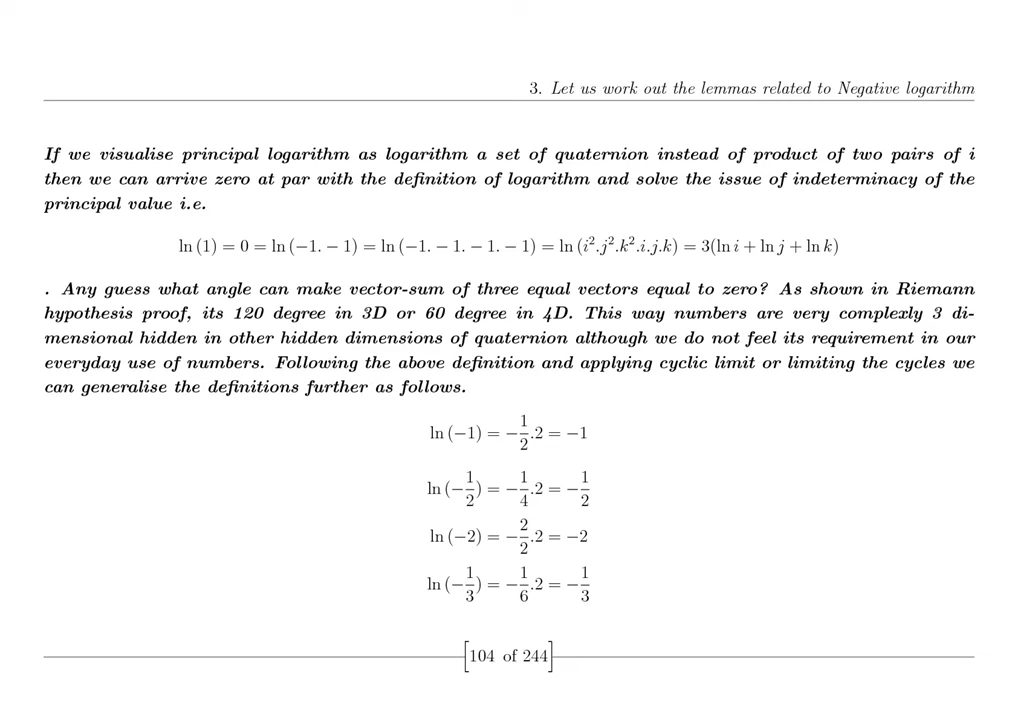 3. Let us work out the lemmas related to Negative logarithm
If we visualise principal logarithm as logarithm a set of quaternion instead of product of two pairs of i
then we can arrive zero at par with the definition of logarithm and solve the issue of indeterminacy of the
principal value i.e.
ln (1) = 0 = ln (−1. − 1) = ln (−1. − 1. − 1. − 1) = ln (i².j².k².i.j.k) = 3(ln i + ln j + ln k)
. Any guess what angle can make vector-sum of three equal vectors equal to zero? As shown in Riemann
hypothesis proof, its 120 degree in 3D or 60 degree in 4D. This way numbers are very complexly 3 di-
mensional hidden in other hidden dimensions of quaternion although we do not feel its requirement in our
everyday use of numbers. Following the above definition and applying cyclic limit or limiting the cycles we
can generalise the definitions further as follows.
ln (−1) = −1/2.2 = −1
ln (−1/2) = −1/4.2 = −1/2
ln (−2) = −2/2.2 = −2
ln (−1/3) = −1/6.2 = −1/3
[104 of 244]